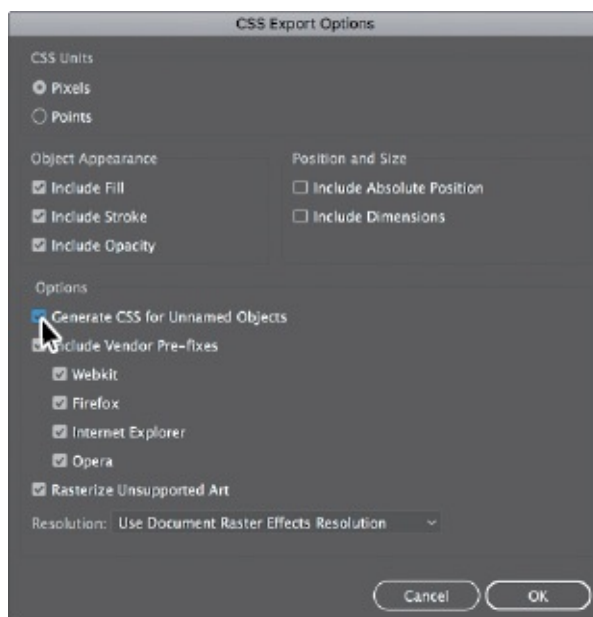 CSS Export Options
CSS Units
Pixels
Points
Object Appearance
Include Fill
Include Stroke
Include Opacity
Position and Size
Include Absolute Position
Include Dimensions
Options
Generate CSS for Unnamed Objects
Include Vendor Pre-fixes
Webkit
Firefox
Internet Explorer
Opera
Rasterize Unsupported Art
Resolution: Use Document Raster Effects Resolution
Cancel OK